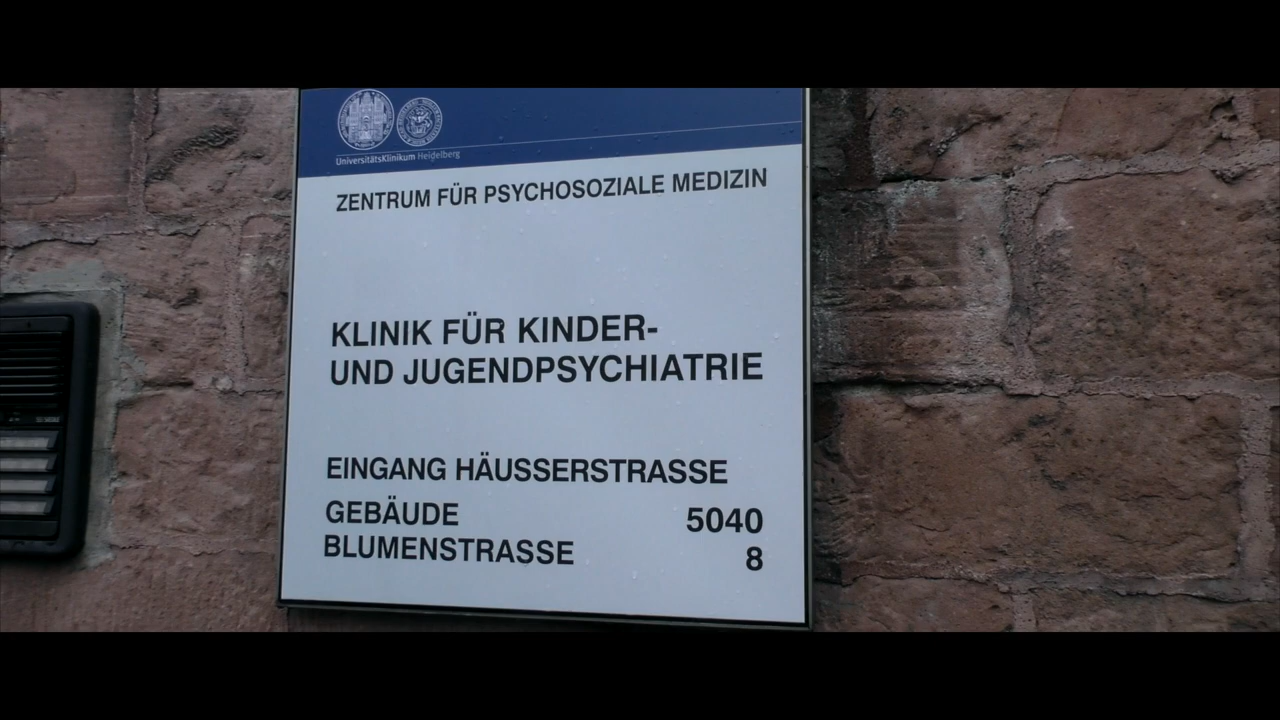 UniversitätsKlinikum Heidelberg
ZENTRUM FÜR PSYCHOSOZIALE MEDIZIN
KLINIK FÜR KINDER-
UND JUGENDPSYCHIATRIE
EINGANG HÄUSSERSTRASSE
GEBÄUDE 5040
BLUMENSTRASSE 8